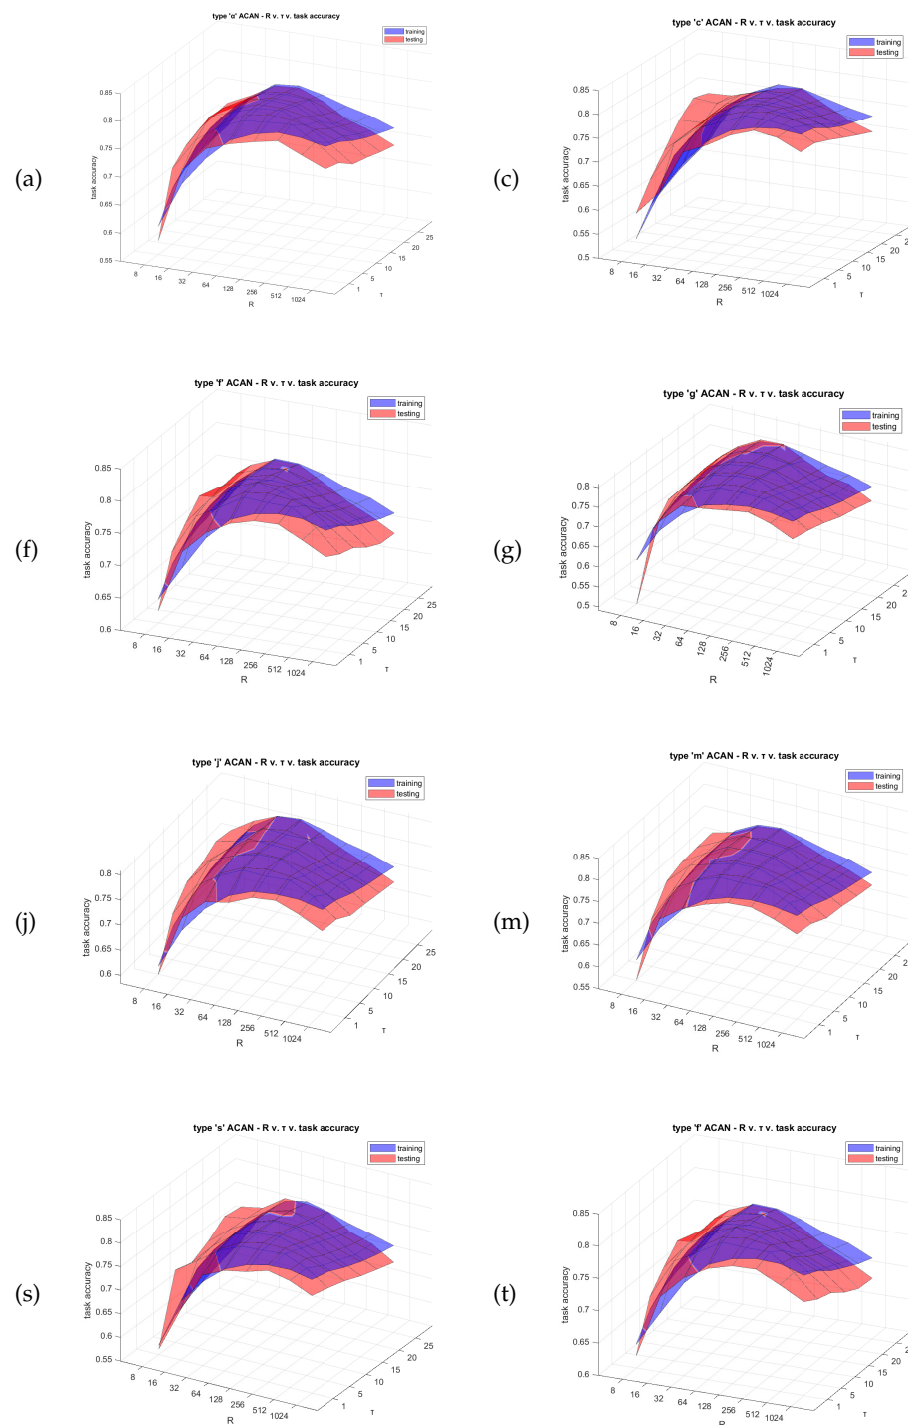 type 'α' ACAN - R v. τ v. task accuracy
training
testing
(a)
task accuracy
0.85
0.8
0.75
0.7
0.65
0.6
0.55
8 16 32 64 128 256 512 1024
R
1 5 10 15 20 25
τ
type 'c' ACAN - R v. τ v. task accuracy
training
testing
(c)
task accuracy
0.85
0.8
0.75
0.7
0.65
0.6
0.55
0.5
8 16 32 64 128 256 512 1024
R
1 5 10 15 20 25
τ
type 'f' ACAN - R v. τ v. task accuracy
training
testing
(f)
task accuracy
0.85
0.8
0.75
0.7
0.65
0.6
8 16 32 64 128 256 512 1024
R
1 5 10 15 20 25
τ
type 'g' ACAN - R v. τ v. task accuracy
training
testing
(g)
task accuracy
0.8
0.75
0.7
0.65
0.6
0.55
0.5
8 16 32 64 128 256 512 1024
R
1 5 10 15 20 2
τ
type 'j' ACAN - R v. τ v. task accuracy
training
testing
(j)
task accuracy
0.8
0.75
0.7
0.65
0.6
8 16 32 64 128 256 512 1024
R
1 5 10 15 20 25
τ
type 'm' ACAN - R v. τ v. task accuracy
training
testing
(m)
task accuracy
0.85
0.8
0.75
0.7
0.65
0.6
0.55
8 16 32 64 128 256 512 1024
R
1 5 10 15 20 2
τ
type 's' ACAN - R v. τ v. task accuracy
training
testing
(s)
task accuracy
0.85
0.8
0.75
0.7
0.65
0.6
0.55
8 16 32 64 128 256 512 1024
R
1 5 10 15 20 25
τ
type 'f' ACAN - R v. τ v. task accuracy
training
testing
(t)
task accuracy
0.85
0.8
0.75
0.7
0.65
0.6
8 16 32 64 128 256 512 1024
R
1 5 10 15 20 25
τ